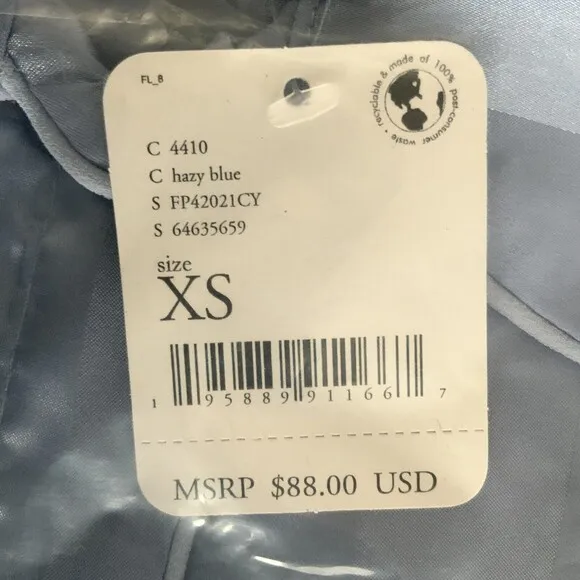 FL_8
recyclable & made of 100% post-consumer waste •
C 4410
C hazy blue
S FP42021CY
S 64635659
size
XS
1 95889 91166 7
MSRP $88.00 USD